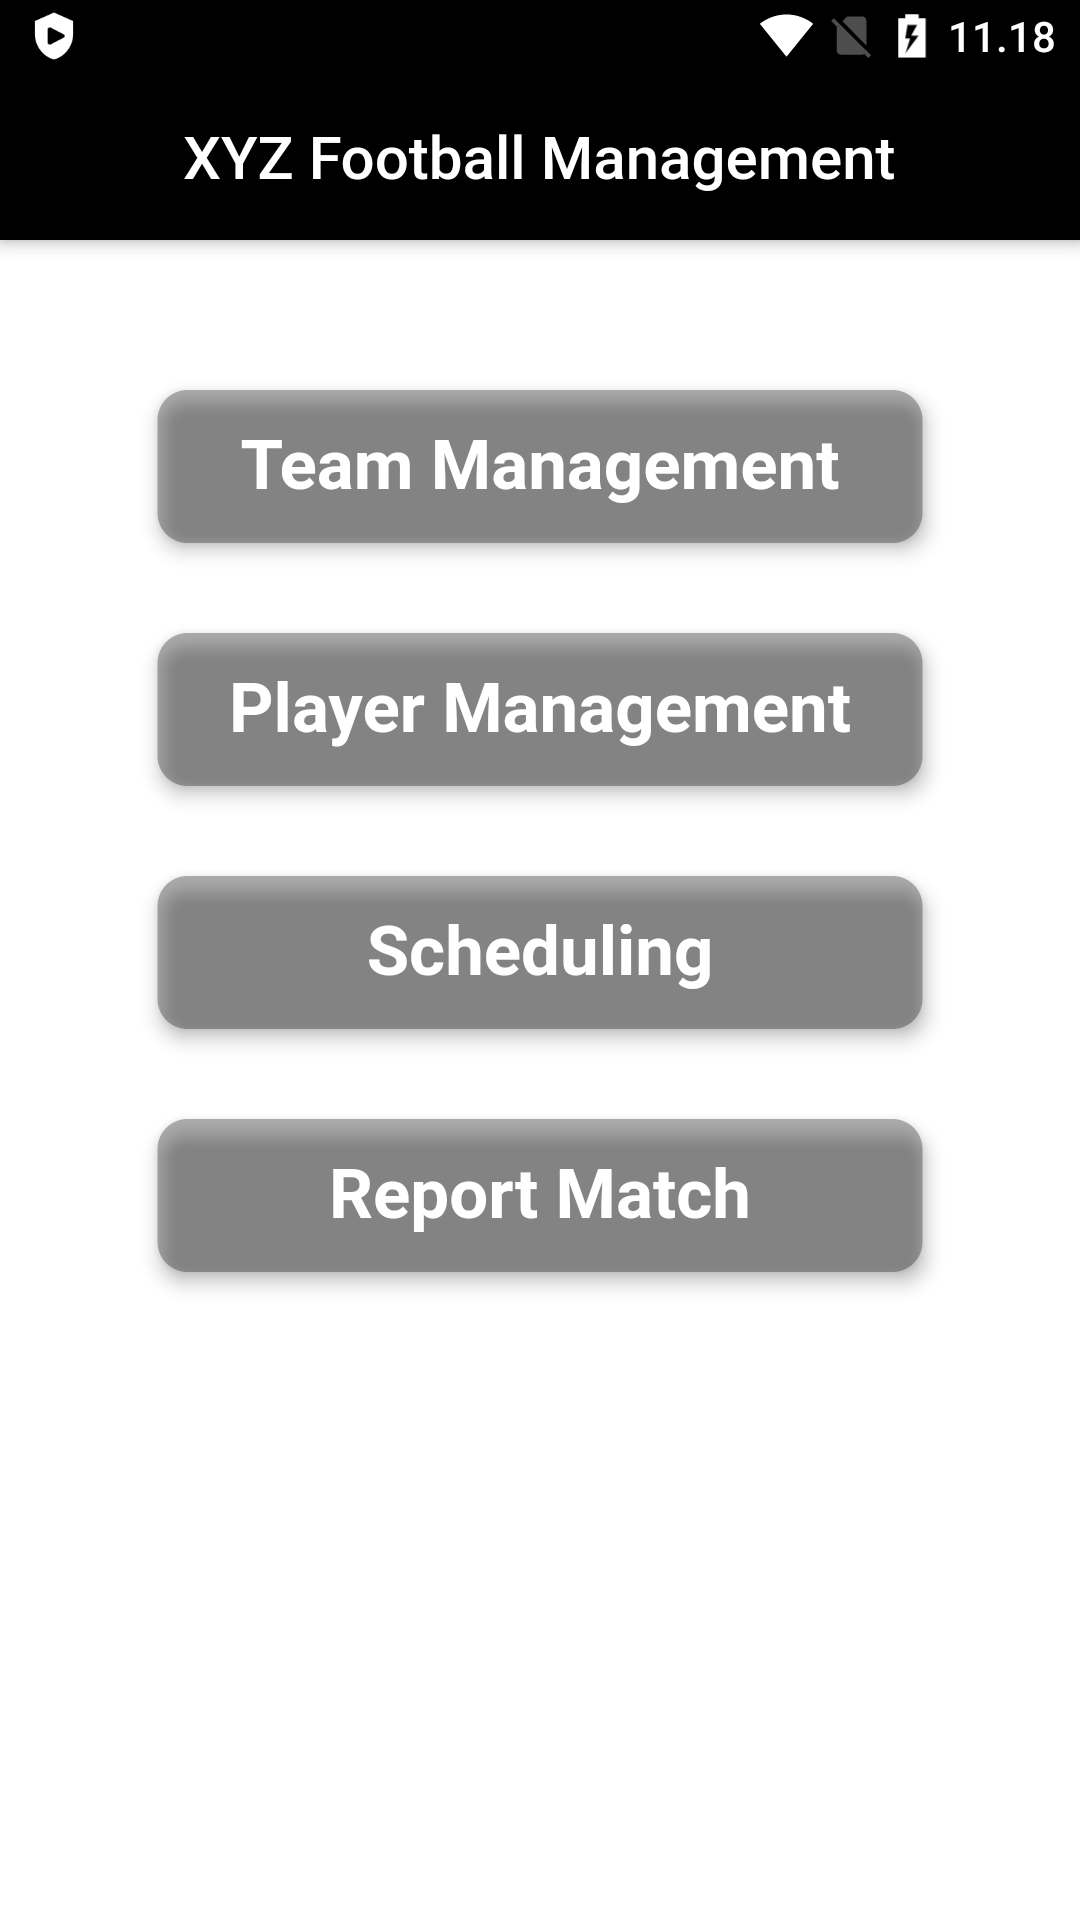 11.18
XYZ Football Management
Team Management
Player Management
Scheduling
Report Match